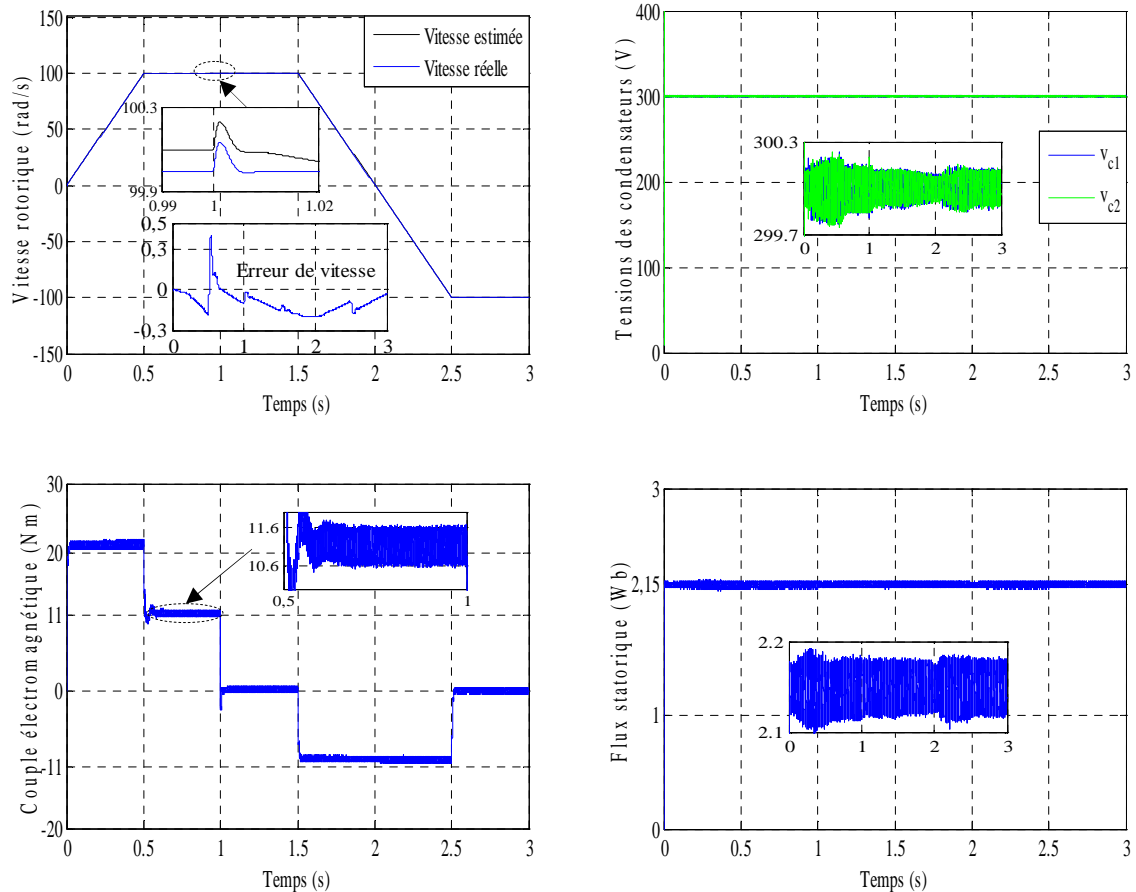 Vitesse rotorique (rad/s)
150
100
50
0
-50
-100
-150
Vitesse estimée
Vitesse réelle
100.3
99.9
0.99
1.02
0,5
0,3
0
-0,3
Erreur de vitesse
0 1 2 3
0 0.5 1 1.5 2 2.5 3
Temps (s)
Tensions des condensateurs (V)
400
300
200
300
100
0
300.3
299.7
0 1 2 3
vc1
vc2
0 0.5 1 1.5 2 2.5 3
Temps (s)
Couple électromagnétique (Nm)
30
20
11
0
-11
-20
11.6
10.6
0,5 1
0 0.5 1 1.5 2 2.5 3
Temps (s)
Flux statorique (Wb)
3
2,15
1
0
2.2
2.1
0 1 2 3
0 0.5 1 1.5 2 2.5 3
Temps (s)